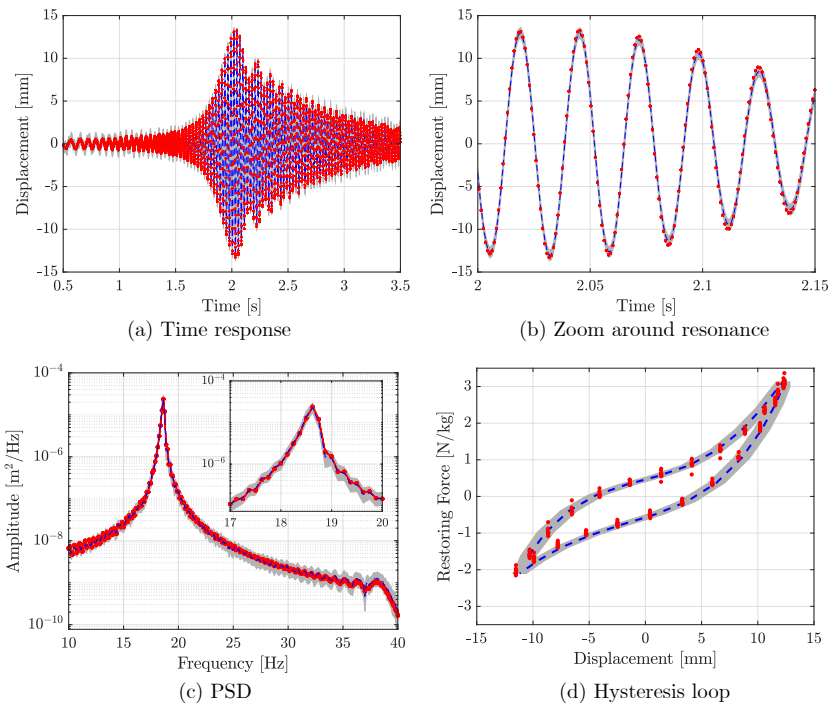 15
10
5
0
-5
-10
-15
Displacement [mm]
0.5 1 1.5 2 2.5 3 3.5
Time [s]
(a) Time response
15
10
5
0
-5
-10
-15
Displacement [mm]
2 2.05 2.1 2.15
Time [s]
(b) Zoom around resonance
10⁻⁴
10⁻⁶
10⁻⁸
10⁻¹⁰
Amplitude [m²/Hz]
10⁻⁴
10⁻⁶
17 18 19 20
10 15 20 25 30 35 40
Frequency [Hz]
(c) PSD
3
2
1
0
-1
-2
-3
Restoring Force [N/kg]
-15 -10 -5 0 5 10 15
Displacement [mm]
(d) Hysteresis loop